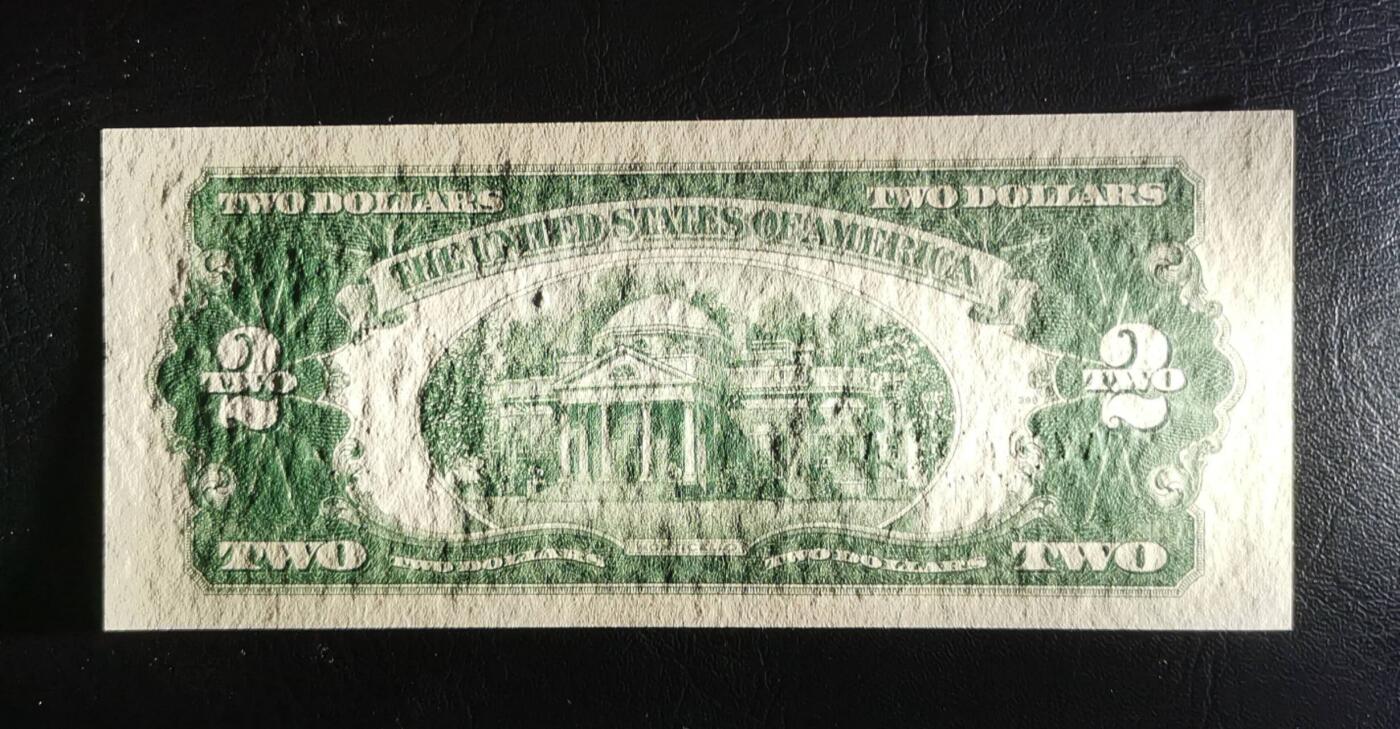 TWO DOLLARS TWO DOLLARS
THE UNITED STATES OF AMERICA
2 2
TWO TWO
TWO TWO DOLLARS TWO DOLLARS TWO